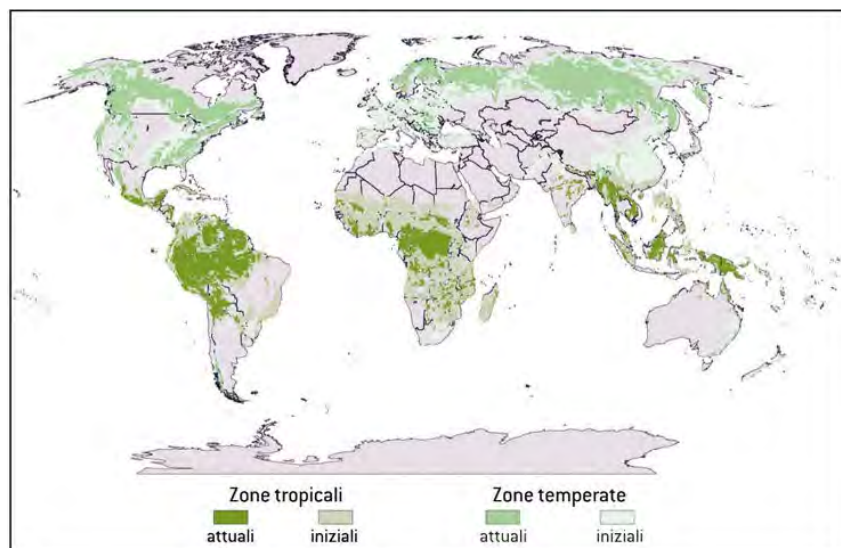 Zone tropicali
Zone temperate
attuali
iniziali
attuali
iniziali